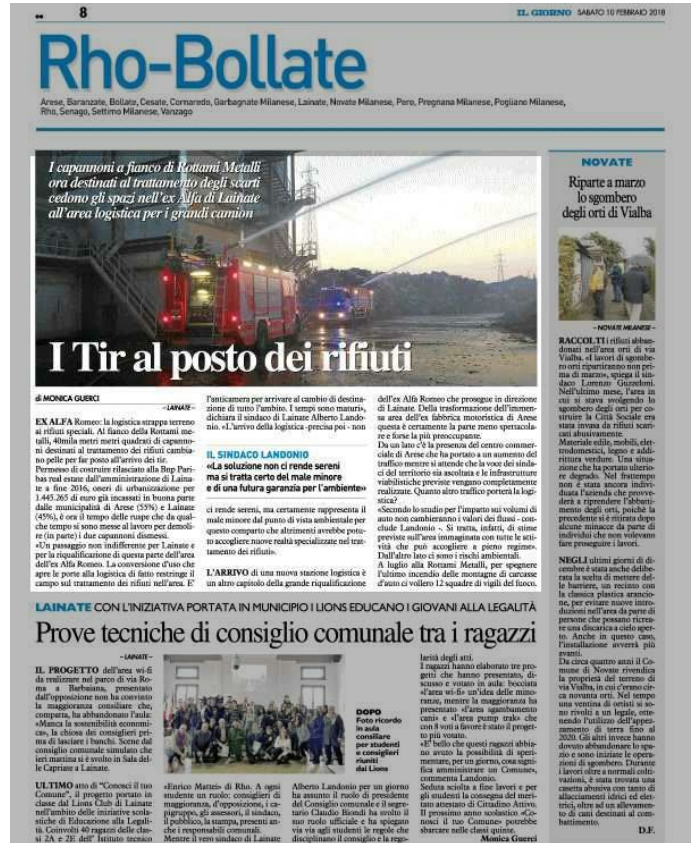 8
IL GIORNO SABATO 10 FEBBRAIO 2018
Rho-Bollate
Arese, Baranzate, Bollate, Cesate, Cornaredo, Garbagnate Milanese, Lainate, Novate Milanese, Pero, Pregnana Milanese, Pogliano Milanese,
Rho, Senago, Settimo Milanese, Vanzago
I capannoni a fianco di Rottami Metalli
ora destinati al trattamento degli scarti
cedono gli spazi nell'ex Alfa di Lainate
all'area logistica per i grandi camion
I Tir al posto dei rifiuti
di MONICA GUERCI
– LAINATE –
EX ALFA Romeo: la logistica strappa terreno
ai rifiuti speciali. Al fianco della Rottami me-
talli, 40mila metri metri quadrati di capanno-
ni destinati al trattamento dei rifiuti cambia-
no pelle per far posto all'arrivo dei tir.
Permesso di costruire rilasciato alla Bnp Pari-
bas real estate dall'amministrazione di Laina-
te a fine 2016, oneri di urbanizzazione per
1.445.265 di euro già incassati in buona parte
dalle municipalità di Arese (55%) e Lainate
(45%), è ora il tempo delle ruspe che da qual-
che tempo si sono messe al lavoro per demoli-
re (in parte) i due capannoni dismessi.
«Un passaggio non indifferente per Lainate e
per la riqualificazione di questa parte dell'area
dell'ex Alfa Romeo. La conversione d'uso che
apre le porte alla logistica di fatto restringe il
campo sul trattamento dei rifiuti nell'area. E'
l'anticamera per arrivare al cambio di destina-
zione di tutto l'ambito. I tempi sono maturi»,
dichiara il sindaco di Lainate Alberto Lando-
nio. «L'arrivo della logistica -precisa poi - non
IL SINDACO LANDONIO
«La soluzione non ci rende sereni
ma si tratta certo del male minore
e di una futura garanzia per l'ambiente»
ci rende sereni, ma certamente rappresenta il
male minore dal punto di vista ambientale per
questo comparto che altrimenti avrebbe potu-
to accogliere nuove realtà specializzate nel trat-
tamento dei rifiuti».
L'ARRIVO di una nuova stazione logistica è
un altro capitolo della grande riqualificazione
dell'ex Alfa Romeo che prosegue in direzione
di Lainate. Della trasformazione dell'immen-
sa area dell'ex fabbrica motoristica di Arese
questa è certamente la parte meno spettacola-
re e forse la più preoccupante.
Da un lato c'è la presenza del centro commer-
ciale di Arese che ha portato a un aumento del
traffico mentre si attende che la voce dei sinda-
ci del territorio sia ascoltata e le infrastrutture
viabilistiche previste vengano completamente
realizzate. Quanto altro traffico porterà la logi-
stica?
«Secondo lo studio per l'impatto sui volumi di
auto non cambieranno i valori dei flussi - con-
clude Landonio -. Si tratta, infatti, di stime
previste sull'area immaginata con tutte le atti-
vità che può accogliere a pieno regime».
Dall'altro lato ci sono i rischi ambientali.
A luglio alla Rottami Metalli, per spegnere
l'ultimo incendio delle montagne di carcasse
d'auto ci vollero 12 squadre di vigili del fuoco.
NOVATE
Riparte a marzo
lo sgombero
degli orti di Vialba
– NOVATE MILANESE –
RACCOLTI i rifiuti abban-
donati nell'area orti di via
Vialba. «I lavori di sgombe-
ro orti ripartiranno non pri-
ma di marzo», spiega il sin-
daco Lorenzo Guzzeloni.
Nell'ultimo mese, l'area in
cui si stava svolgendo lo
sgombero degli orti per co-
struire la Città Sociale era
stata invasa da rifiuti scari-
cati abusivamente.
Materiale edile, mobili, elet-
trodomestici, legno e addi-
rittura verdure. Una situa-
zione che ha portato ulterio-
re degrado. Nel frattempo
non è stata ancora indivi-
duata l'azienda che provve-
derà a riprendere l'abbatti-
mento degli orti, poiché la
precedente si è ritirata dopo
alcune minacce da parte di
individui che non volevano
fare proseguire i lavori.
NEGLI ultimi giorni di di-
cembre è stata anche delibe-
rata la scelta di mettere del-
le barriere, un recinto con
la classica plastica arancio-
ne, per evitare nuove intro-
duzioni nell'area da parte di
persone che possano ricrea-
re una discarica a cielo aper-
to. Anche in questo caso,
l'installazione avverrà più
avanti.
Da circa quattro anni il Co-
mune di Novate rivendica
la proprietà del terreno di
via Vialba, in cui c'erano cir-
ca novanta orti. Nel tempo
una ventina di ortisti si so-
no rivolti a un legale, otte-
nendo l'utilizzo dell'appez-
zamento di terra fino al
2020. Gli altri invece hanno
dovuto abbandonare lo spa-
zio e sono iniziate le opera-
zioni di sgombero. Durante
i lavori oltre a normali colti-
vazioni, è stata trovata una
casetta abusiva con tanto di
allacciamenti idrici ed elet-
trici, oltre ad un allevamen-
to di cani destinati al com-
battimento.
D.F.
LAINATE CON L'INIZIATIVA PORTATA IN MUNICIPIO I LIONS EDUCANO I GIOVANI ALLA LEGALITÀ
Prove tecniche di consiglio comunale tra i ragazzi
– LAINATE –
IL PROGETTO dell'area wi-fi
da realizzare nel parco di via Ro-
ma a Barbaiana, presentato
dall'opposizione non ha convinto
la maggioranza consiliare che,
compatta, ha abbandonato l'aula:
«Manca la sostenibilità economi-
ca», la chiosa dei consiglieri pri-
ma di lasciare i banchi. Scene dal
consiglio comunale simulato che
ieri martina si è svolto in Sala del-
le Capriate a Lainate.
ULTIMO atto di "Conosci il tuo
Comune", il progetto portato in
classe dal Lions Club di Lainate
nell'ambito delle iniziative scola-
stiche di Educazione alla Legali-
tà. Coinvolti 40 ragazzi delle clas-
si 2A e 2E dell' Istituto tecnico
DOPO
Foto ricordo
in aula
consiliare
per studenti
e consiglieri
riuniti
dai Lions
«Enrico Mattei» di Rho. A ogni
studente un ruolo: consiglieri di
maggioranza, d'opposizione, i ca-
pigruppo, gli assessori, il sindaco,
il pubblico, la stampa, presenti an-
che i responsabili comunali.
Mentre il vero sindaco di Lainate
Alberto Landonio per un giorno
ha assunto il ruolo di presidente
del Consiglio comunale e il segre-
tario Claudio Biondi ha svolto il
suo ruolo ufficiale e ha spiegato
via via agli studenti le regole che
disciplinano il consiglio e la rego-
larità degli atti.
I ragazzi hanno elaborato tre pro-
getti che hanno presentato, di-
scusso e votato in aula: bocciata
«l'area wi-fi» un'idea delle mino-
ranze, mentre la maggioranza ha
presentato «l'area sgambamento
cani» e «l'area pump trak» che
con 8 voti a favore è stato il proget-
to più votato.
«E' bello che questi ragazzi abbia-
no avuto la possibilità di speri-
mentare, per un giorno, cosa signi-
fica amministrare un Comune»,
commenta Landonio.
Seduta sciolta a fine lavori e per
gli studenti la consegna del meri-
tato attestato di Cittadino Attivo.
Il prossimo anno scolastico «Co-
nosci il tuo Comune» potrebbe
sbarcare nelle classi quinte.
Monica Guerci